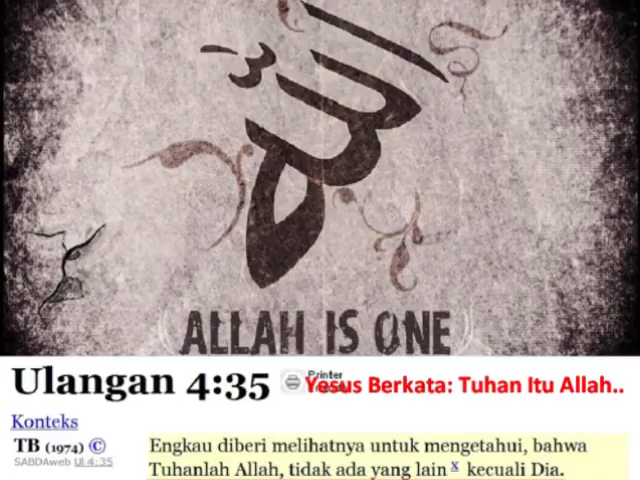 الله
ALLAH IS ONE
Ulangan 4:35
Printer
Yesus Berkata: Tuhan Itu Allah..
Konteks
TB (1974) ©
SABDAweb Ul 4:35
Engkau diberi melihatnya untuk mengetahui, bahwa
Tuhanlah Allah, tidak ada yang lain x kecuali Dia.